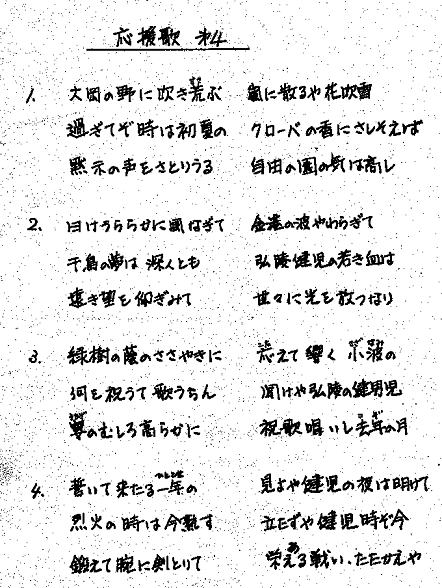 応援歌 オ4
1. 大岡の野に吹き荒ぶ 嵐に散るや花吹雪
過ぎてぞ時は初夏の クローバの香にさしそえば
黙示の声をさとりうる 自由の園の気は高し
2. 日はうららかに風なぎて 金港の波やわらぎて
千鳥の夢は深くとも 弘陵健児の若き血は
遠き望を仰ぎみて 世々に光を放つなり
3. 緑樹の蔭のささやきに 応えて響く小波の
何を祝うて歌うらん 聞けや弘陵の健男児
のむしろ高らかに 祝歌唱いし去年の月
4. 誓いて来たる一年の 見よや健児の夜は明けて
烈火の時は今熱す 立たずや健児時ぞ今
鍛えて腕に剣とりて 栄えある戦い、たたかえや